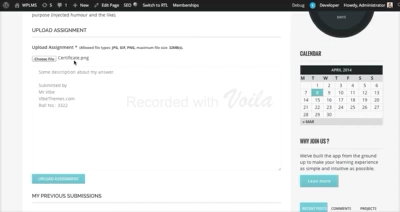 WPLMS
New
Edit Page
SEO
Switch to RTL
Memberships
Debug
Developer
Howdy, Administrator
purpose (injected humour and the like).
DAYS
UPLOAD ASSIGNMENT
Upload Assignment * (Allowed file types: JPG, GIF, PNG, maximum file size:
Choose File Certificate.png
Some description about my answer
Submitted by
VibeThemes.com
Roll No : 3321
Recorded with Voila
UPLOAD ASSIGNMENT
MY PREVIOUS SUBMISSIONS
CALENDAR
APRIL 2014
M T W T F S S
1 2 3 4 5 6
7 8 9 10 11 12 13
14 15 16 17 18 19 20
21 22 23 24 25 26 27
28 29 30
« MAR
WHY JOIN US ?
We've built the app from the ground
up to make your learning experience
as simple and intuitive as possible.
Learn More
RECENT POSTS COMMENTS PROJECTS